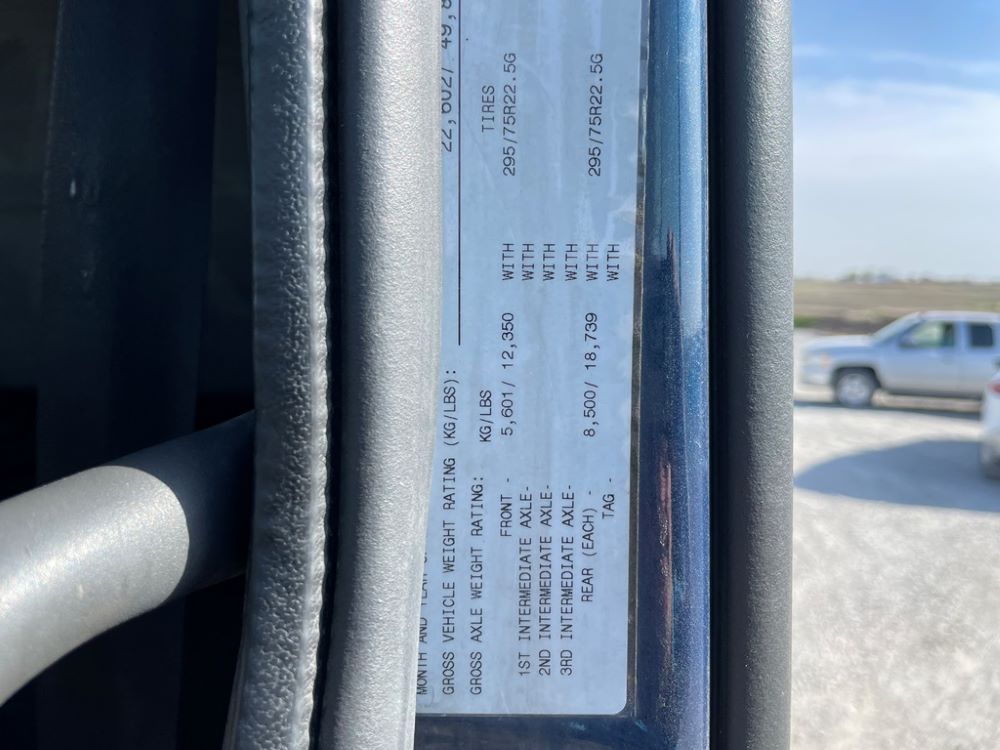 GROSS VEHICLE WEIGHT RATING (KG/LBS):
GROSS AXLE WEIGHT RATING: KG/LBS TIRES
FRONT - 5,601/ 12,350 WITH 295/75R22.5G
1ST INTERMEDIATE AXLE- WITH
2ND INTERMEDIATE AXLE- WITH
3RD INTERMEDIATE AXLE- WITH
REAR (EACH) - 8,500/ 18,739 WITH 295/75R22.5G
TAG - WITH